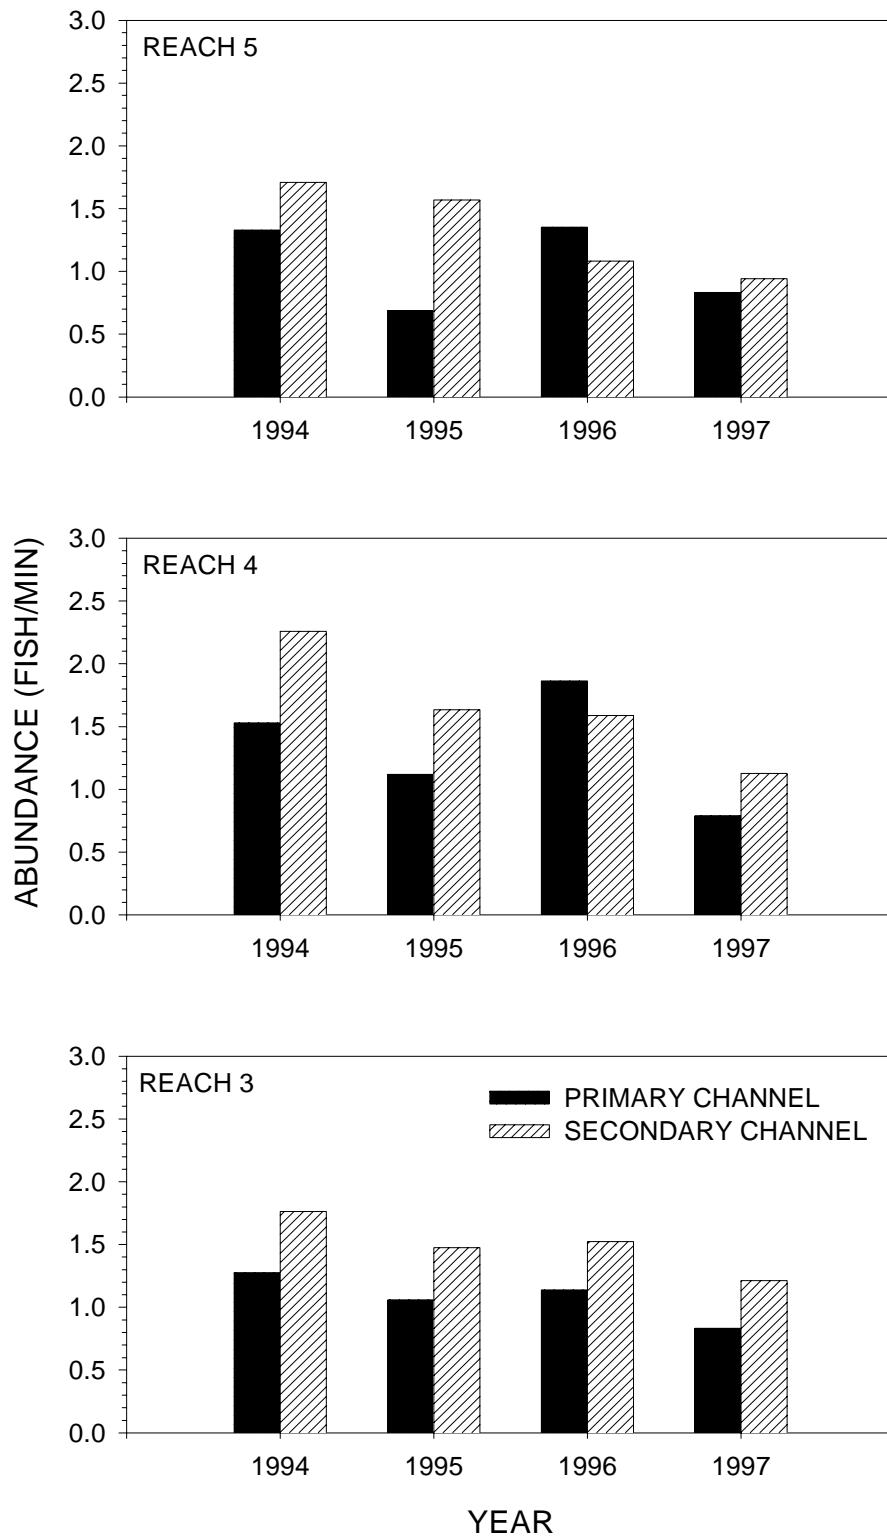 3.0
REACH 5
2.5
2.0
1.5
1.0
0.5
0.0
1994 1995 1996 1997
ABUNDANCE (FISH/MIN)
3.0
REACH 4
2.5
2.0
1.5
1.0
0.5
0.0
1994 1995 1996 1997
3.0
REACH 3
PRIMARY CHANNEL
2.5
SECONDARY CHANNEL
2.0
1.5
1.0
0.5
0.0
1994 1995 1996 1997
YEAR